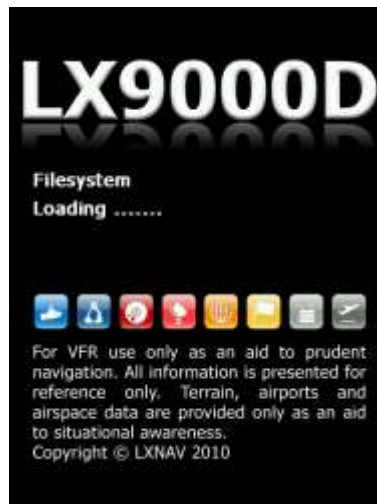 LX9000D
Filesystem
Loading .......
For VFR use only as an aid to prudent
navigation. All information is presented for
reference only. Terrain, airports and
airspace data are provided only as an aid
to situational awareness.
Copyright © LXNAV 2010